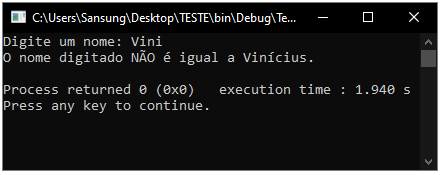 C:\Users\Sansung\Desktop\TESTE\bin\Debug\Te...
Digite um nome: Vini
O nome digitado NÃO é igual a Vinícius.
Process returned 0 (0x0)   execution time : 1.940 s
Press any key to continue.